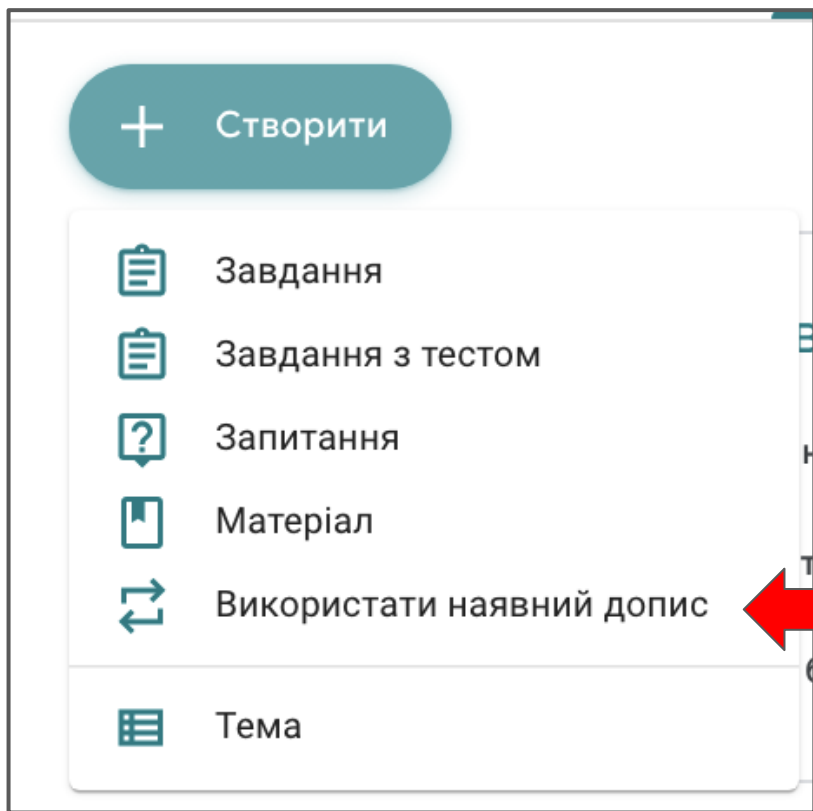 Створити
Завдання
Завдання з тестом
Запитання
Матеріал
Використати наявний допис
Тема